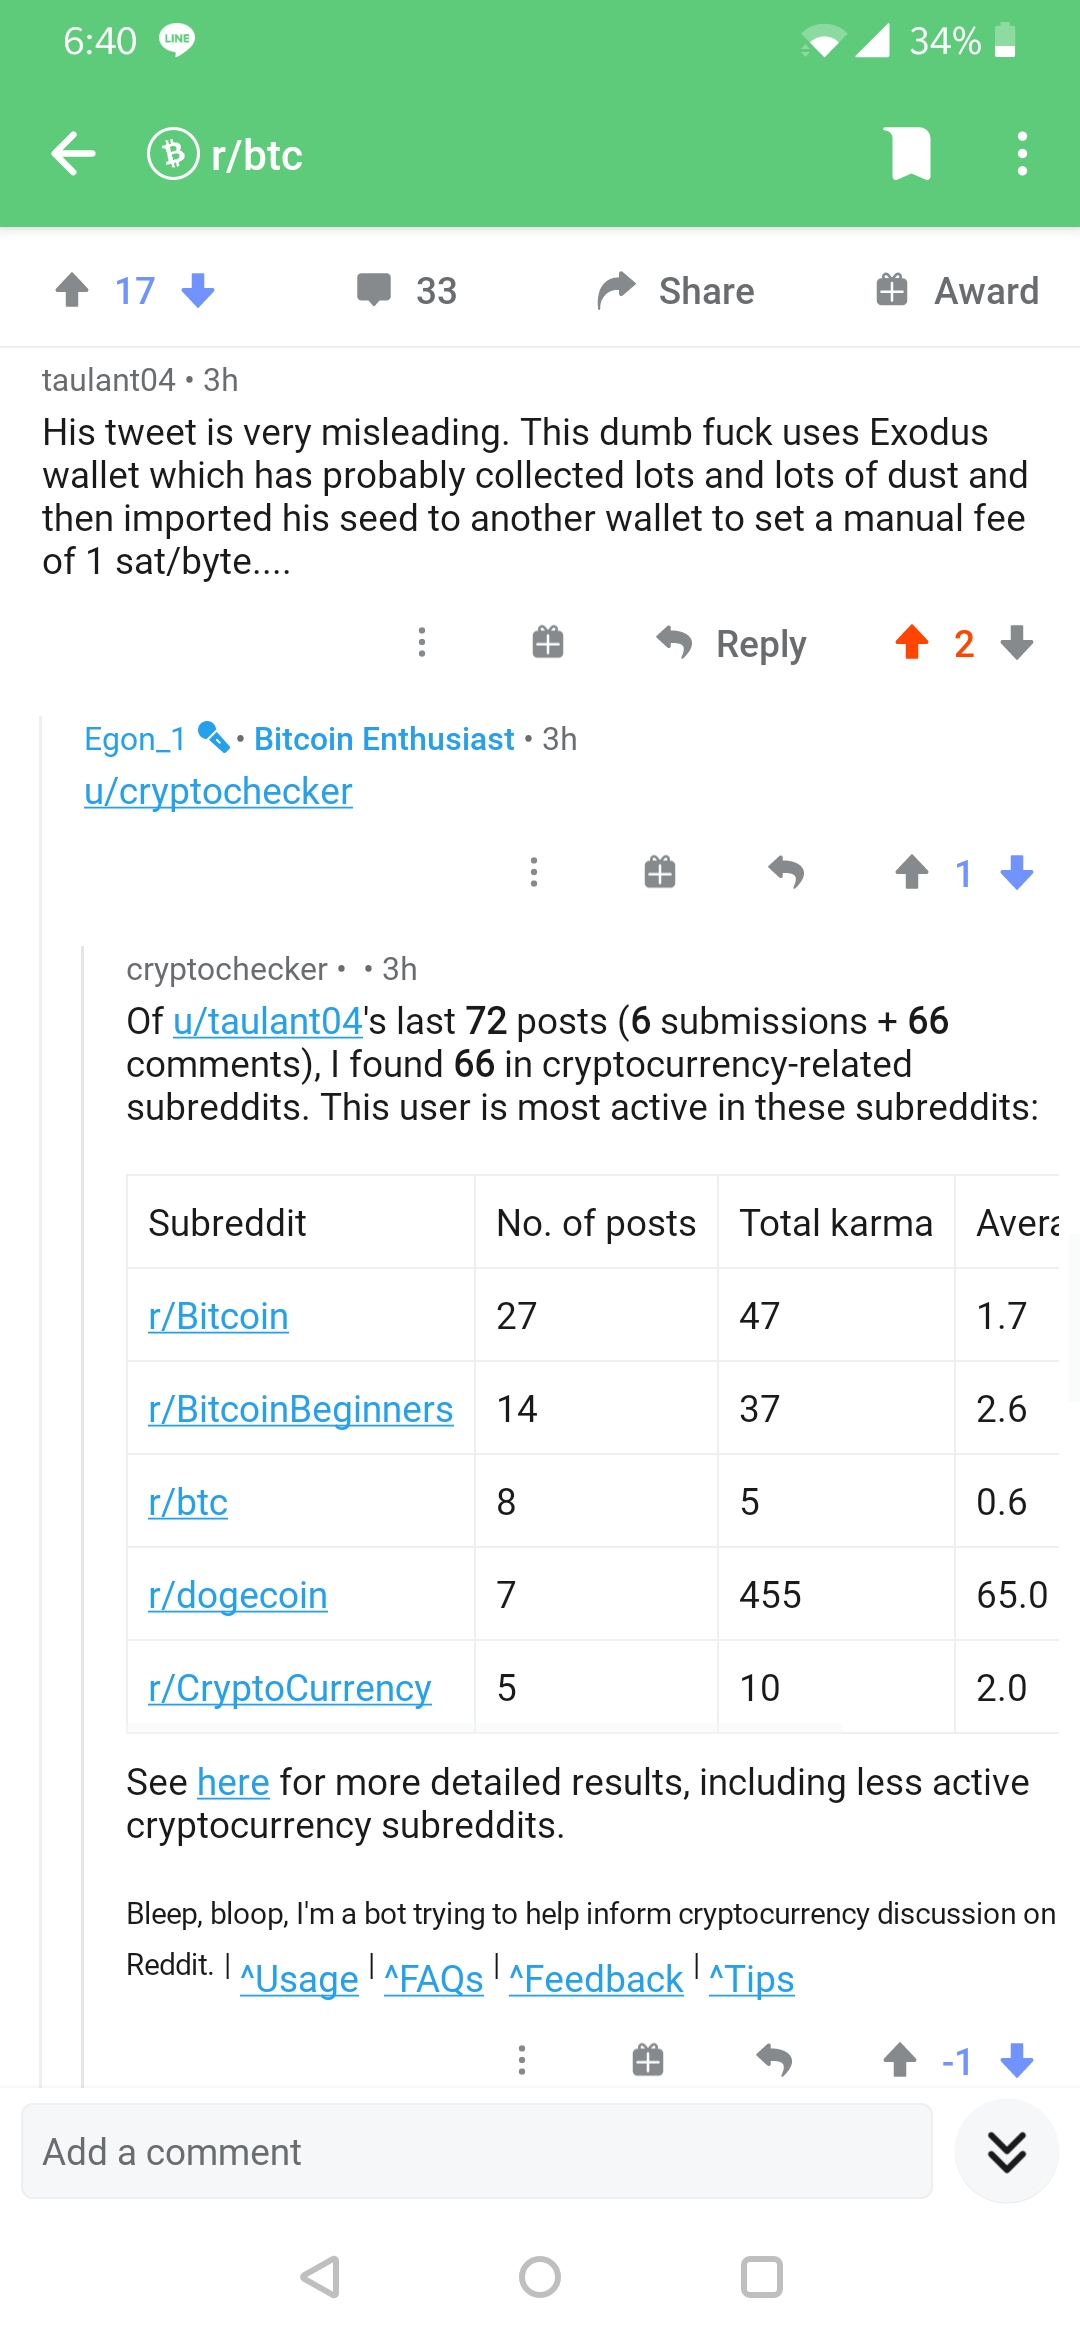 6:40 LINE 34%
r/btc
17 33 Share Award
taulant04 • 3h
His tweet is very misleading. This dumb fuck uses Exodus
wallet which has probably collected lots and lots of dust and
then imported his seed to another wallet to set a manual fee
of 1 sat/byte....
Reply 2
Egon_1 • Bitcoin Enthusiast • 3h
u/cryptochecker
1
cryptochecker • • 3h
Of u/taulant04's last 72 posts (6 submissions + 66
comments), I found 66 in cryptocurrency-related
subreddits. This user is most active in these subreddits:
Subreddit No. of posts Total karma Avera
r/Bitcoin 27 47 1.7
r/BitcoinBeginners 14 37 2.6
r/btc 8 5 0.6
r/dogecoin 7 455 65.0
r/CryptoCurrency 5 10 2.0
See here for more detailed results, including less active
cryptocurrency subreddits.
Bleep, bloop, I'm a bot trying to help inform cryptocurrency discussion on
Reddit. | ^Usage | ^FAQs | ^Feedback | ^Tips
-1
Add a comment